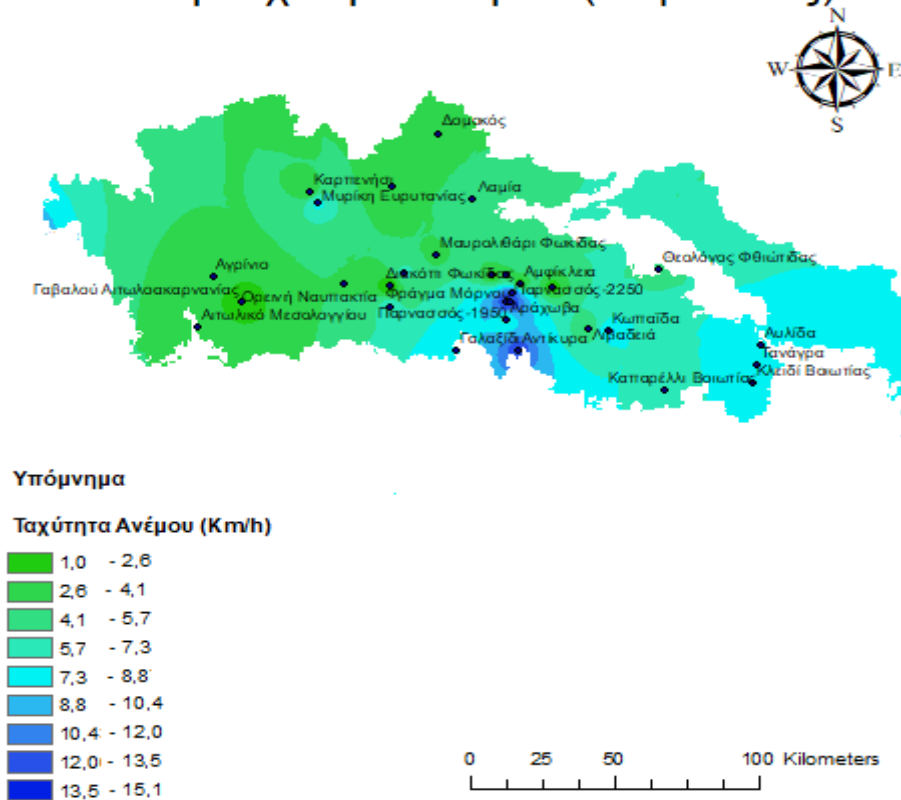 N
W E
S
Δομοκός
Καρπενήσι
Μυρίκη Ευρυτανίας
Λαμία
Μαυρολιθάρι Φωκίδας
Θεολόγος Φθιώτιδας
Αγρίνιο
Αμφίκλεια
Γαβαλού Αιτωλοακαρνανίας
Ορεινή Ναυπακτία
Φράγμα Μόρνου
Παρνασσός -2250
Αιτωλικό Μεσολογγίου
Παρνασσός -1950
Αράχωβα
Κωπαΐδα
Λιβαδειά
Γαλαξίδι
Αντίκυρα
Αυλίδα
Τανάγρα
Καπαρέλλι Βοιωτίας
Κλειδί Βοιωτίας
Υπόμνημα
Ταχύτητα Ανέμου (Km/h)
1,0 - 2,6
2,6 - 4,1
4,1 - 5,7
5,7 - 7,3
7,3 - 8,8
8,8 - 10,4
10,4 - 12,0
12,0 - 13,5
13,5 - 15,1
0 25 50 100 Kilometers